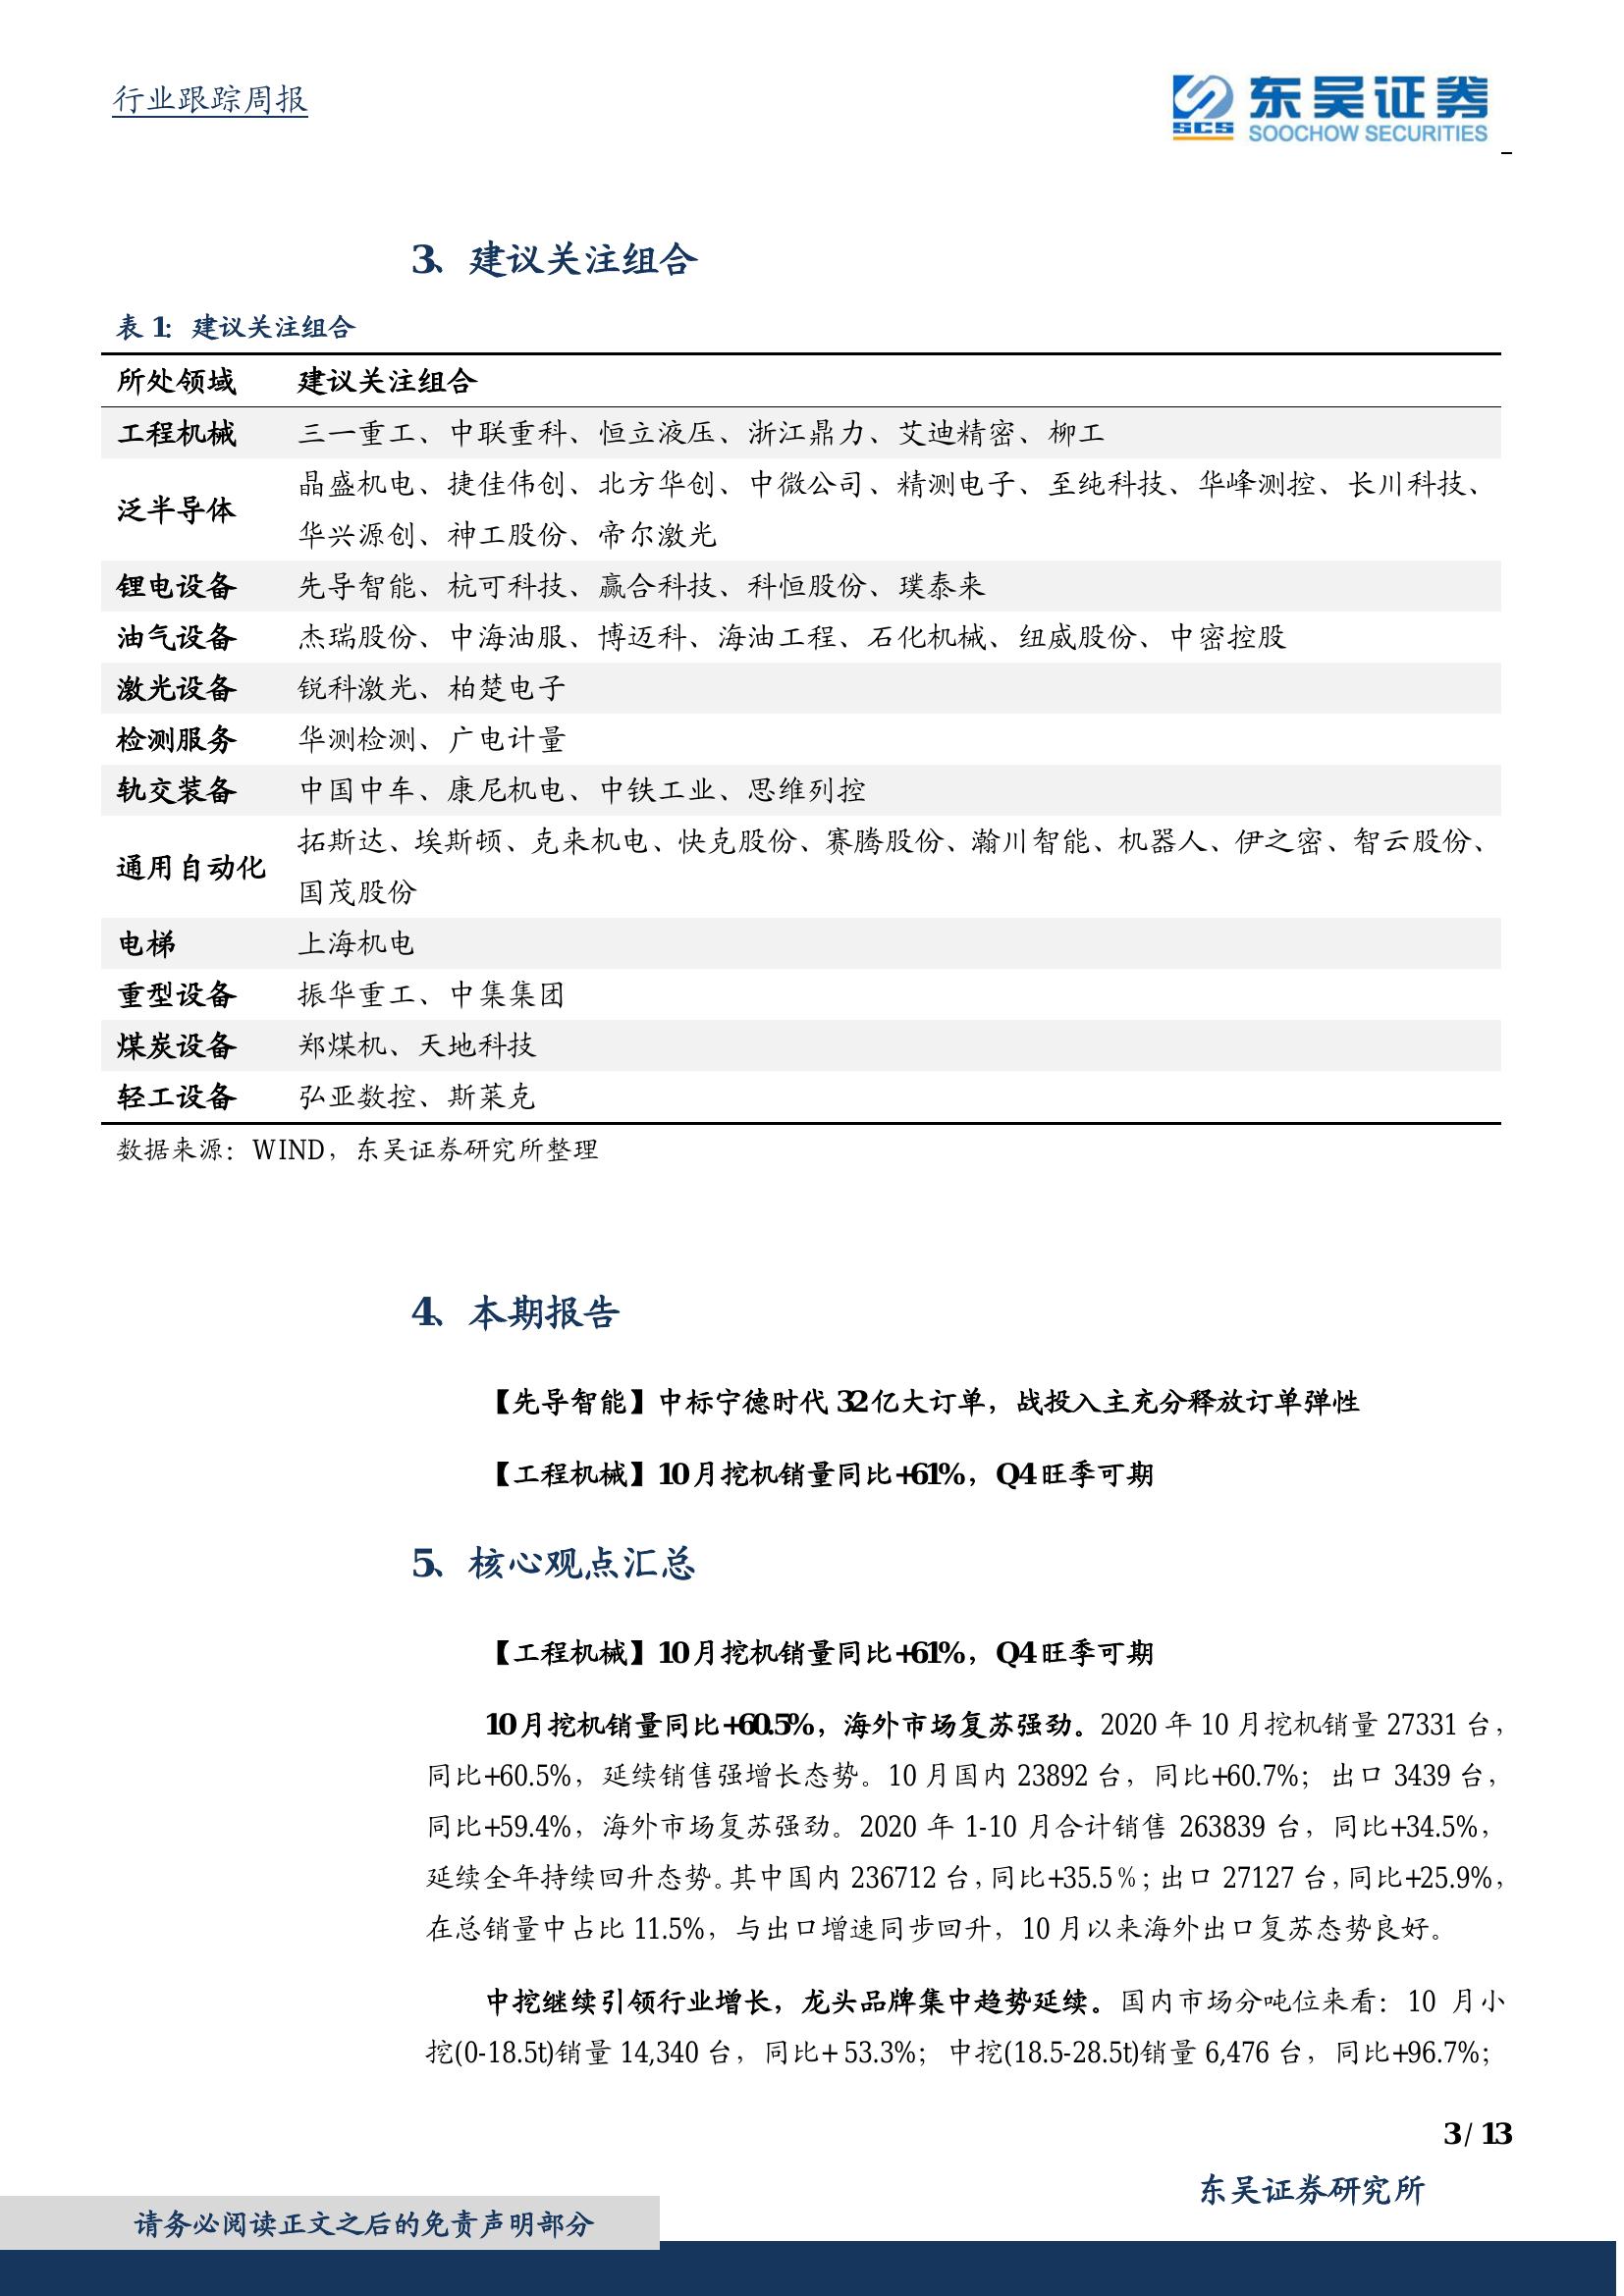 行业跟踪周报
SCS 东吴证券
SOOCHOW SECURITIES
3、建议关注组合
表 1：建议关注组合
所处领域 建议关注组合
工程机械 三一重工、中联重科、恒立液压、浙江鼎力、艾迪精密、柳工
泛半导体 晶盛机电、捷佳伟创、北方华创、中微公司、精测电子、至纯科技、华峰测控、长川科技、
华兴源创、神工股份、帝尔激光
锂电设备 先导智能、杭可科技、赢合科技、科恒股份、璞泰来
油气设备 杰瑞股份、中海油服、博迈科、海油工程、石化机械、纽威股份、中密控股
激光设备 锐科激光、柏楚电子
检测服务 华测检测、广电计量
轨交装备 中国中车、康尼机电、中铁工业、思维列控
通用自动化 拓斯达、埃斯顿、克来机电、快克股份、赛腾股份、瀚川智能、机器人、伊之密、智云股份、
国茂股份
电梯 上海机电
重型设备 振华重工、中集集团
煤炭设备 郑煤机、天地科技
轻工设备 弘亚数控、斯莱克
数据来源：WIND，东吴证券研究所整理
4、本期报告
【先导智能】中标宁德时代 32 亿大订单，战投入主充分释放订单弹性
【工程机械】10 月挖机销量同比+61%，Q4 旺季可期
5、核心观点汇总
【工程机械】10 月挖机销量同比+61%，Q4 旺季可期
10 月挖机销量同比+60.5%，海外市场复苏强劲。2020 年 10 月挖机销量 27331 台，
同比+60.5%，延续销售强增长态势。10 月国内 23892 台，同比+60.7%；出口 3439 台，
同比+59.4%，海外市场复苏强劲。2020 年 1-10 月合计销售 263839 台，同比+34.5%，
延续全年持续回升态势。其中国内 236712 台，同比+35.5%；出口 27127 台，同比+25.9%，
在总销量中占比 11.5%，与出口增速同步回升，10 月以来海外出口复苏态势良好。
中挖继续引领行业增长，龙头品牌集中趋势延续。国内市场分吨位来看：10 月小
挖(0-18.5t)销量 14,340 台，同比+ 53.3%；中挖(18.5-28.5t)销量 6,476 台，同比+96.7%；
3 / 13
东吴证券研究所
请务必阅读正文之后的免责声明部分